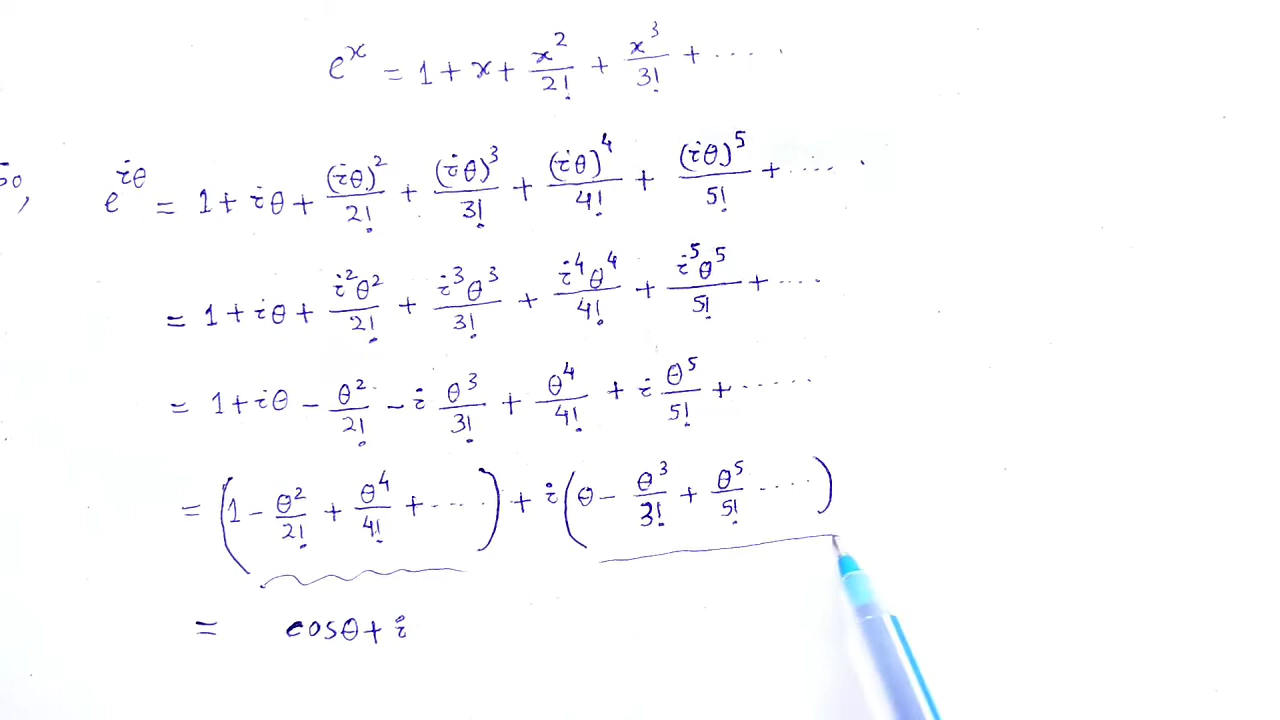 e^x = 1 + x + x^2/2! + x^3/3! + .....
So, e^{iθ} = 1 + iθ + (iθ)^2/2! + (iθ)^3/3! + (iθ)^4/4! + (iθ)^5/5! + .....
= 1 + iθ + i^2θ^2/2! + i^3θ^3/3! + i^4θ^4/4! + i^5θ^5/5! + ....
= 1 + iθ - θ^2/2! - i θ^3/3! + θ^4/4! + i θ^5/5! + ......
= (1 - θ^2/2! + θ^4/4! + ....) + i(θ - θ^3/3! + θ^5/5! ....)
= cosθ + i